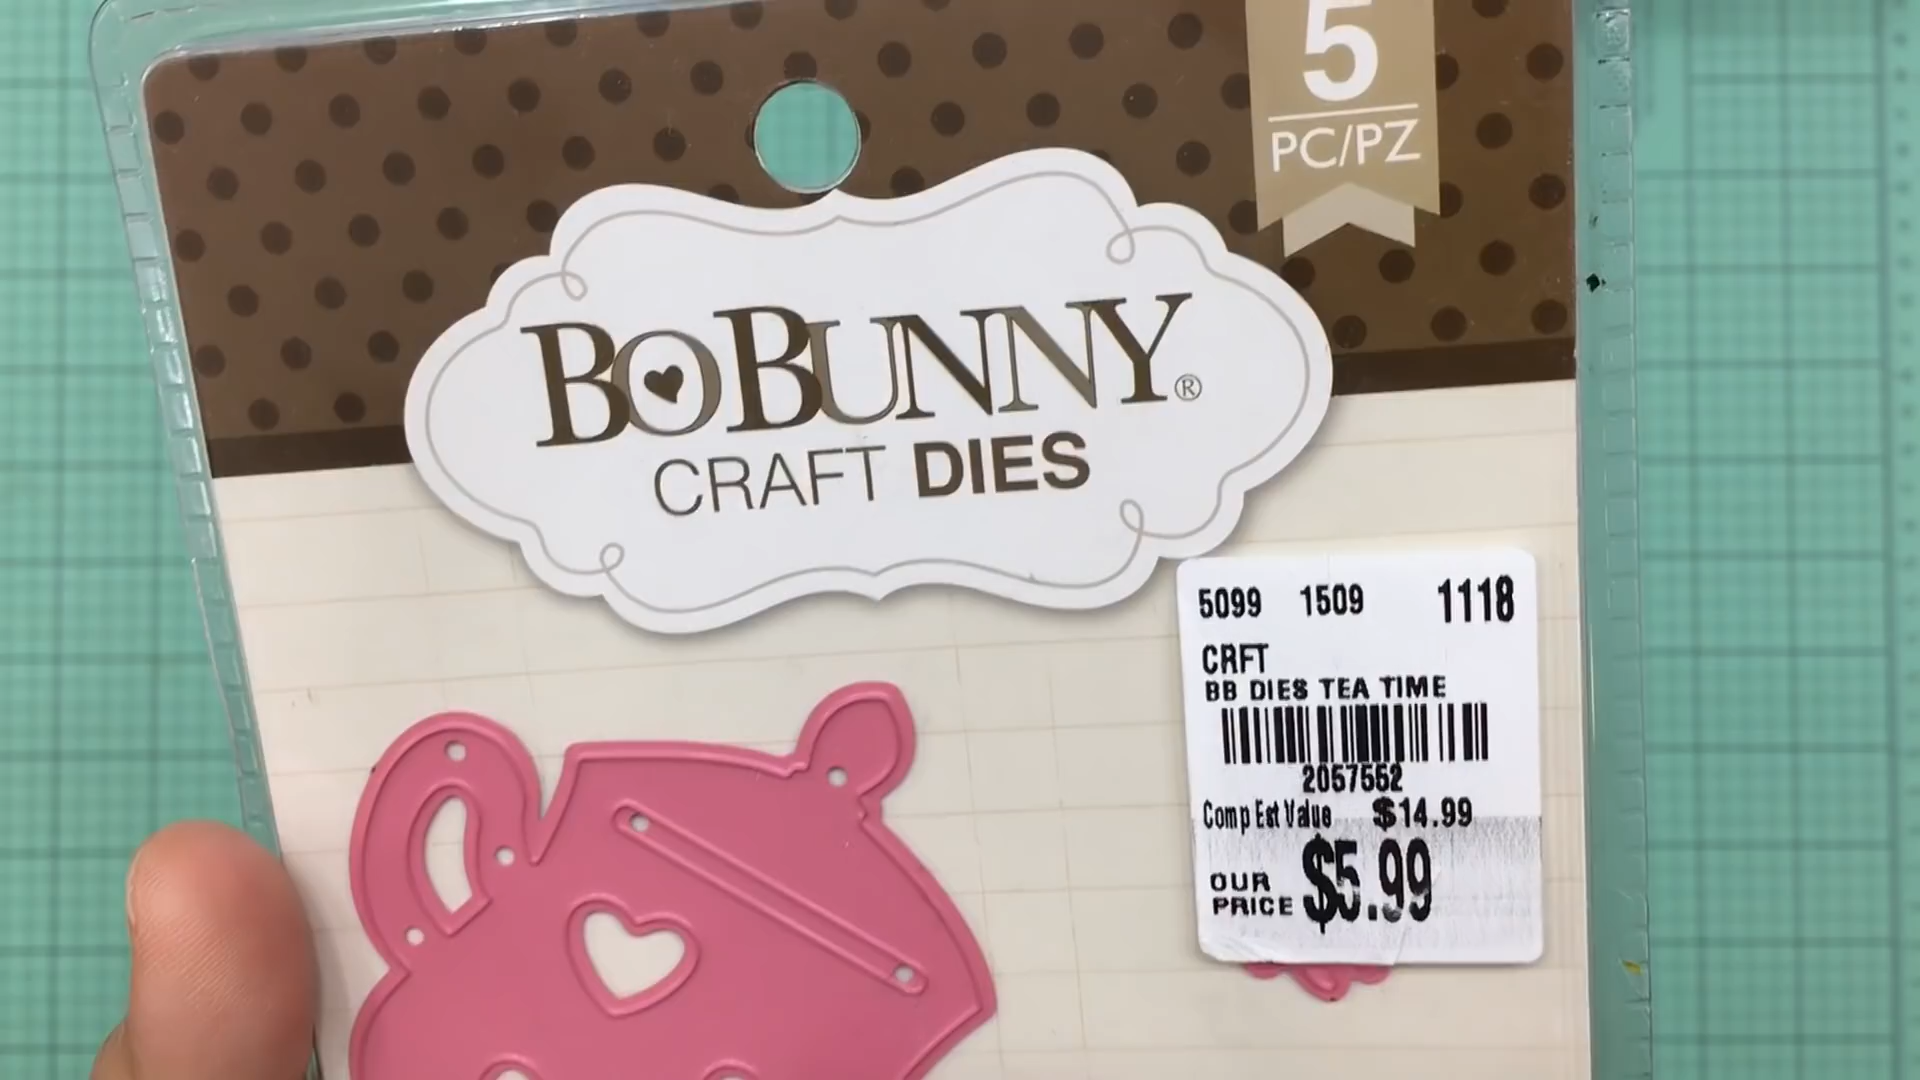 5
PC/PZ
BOBUNNY®
CRAFT DIES
5099 1509 1118
CRFT
BB DIES TEA TIME
2057552
Comp Est Value $14.99
OUR PRICE $5.99